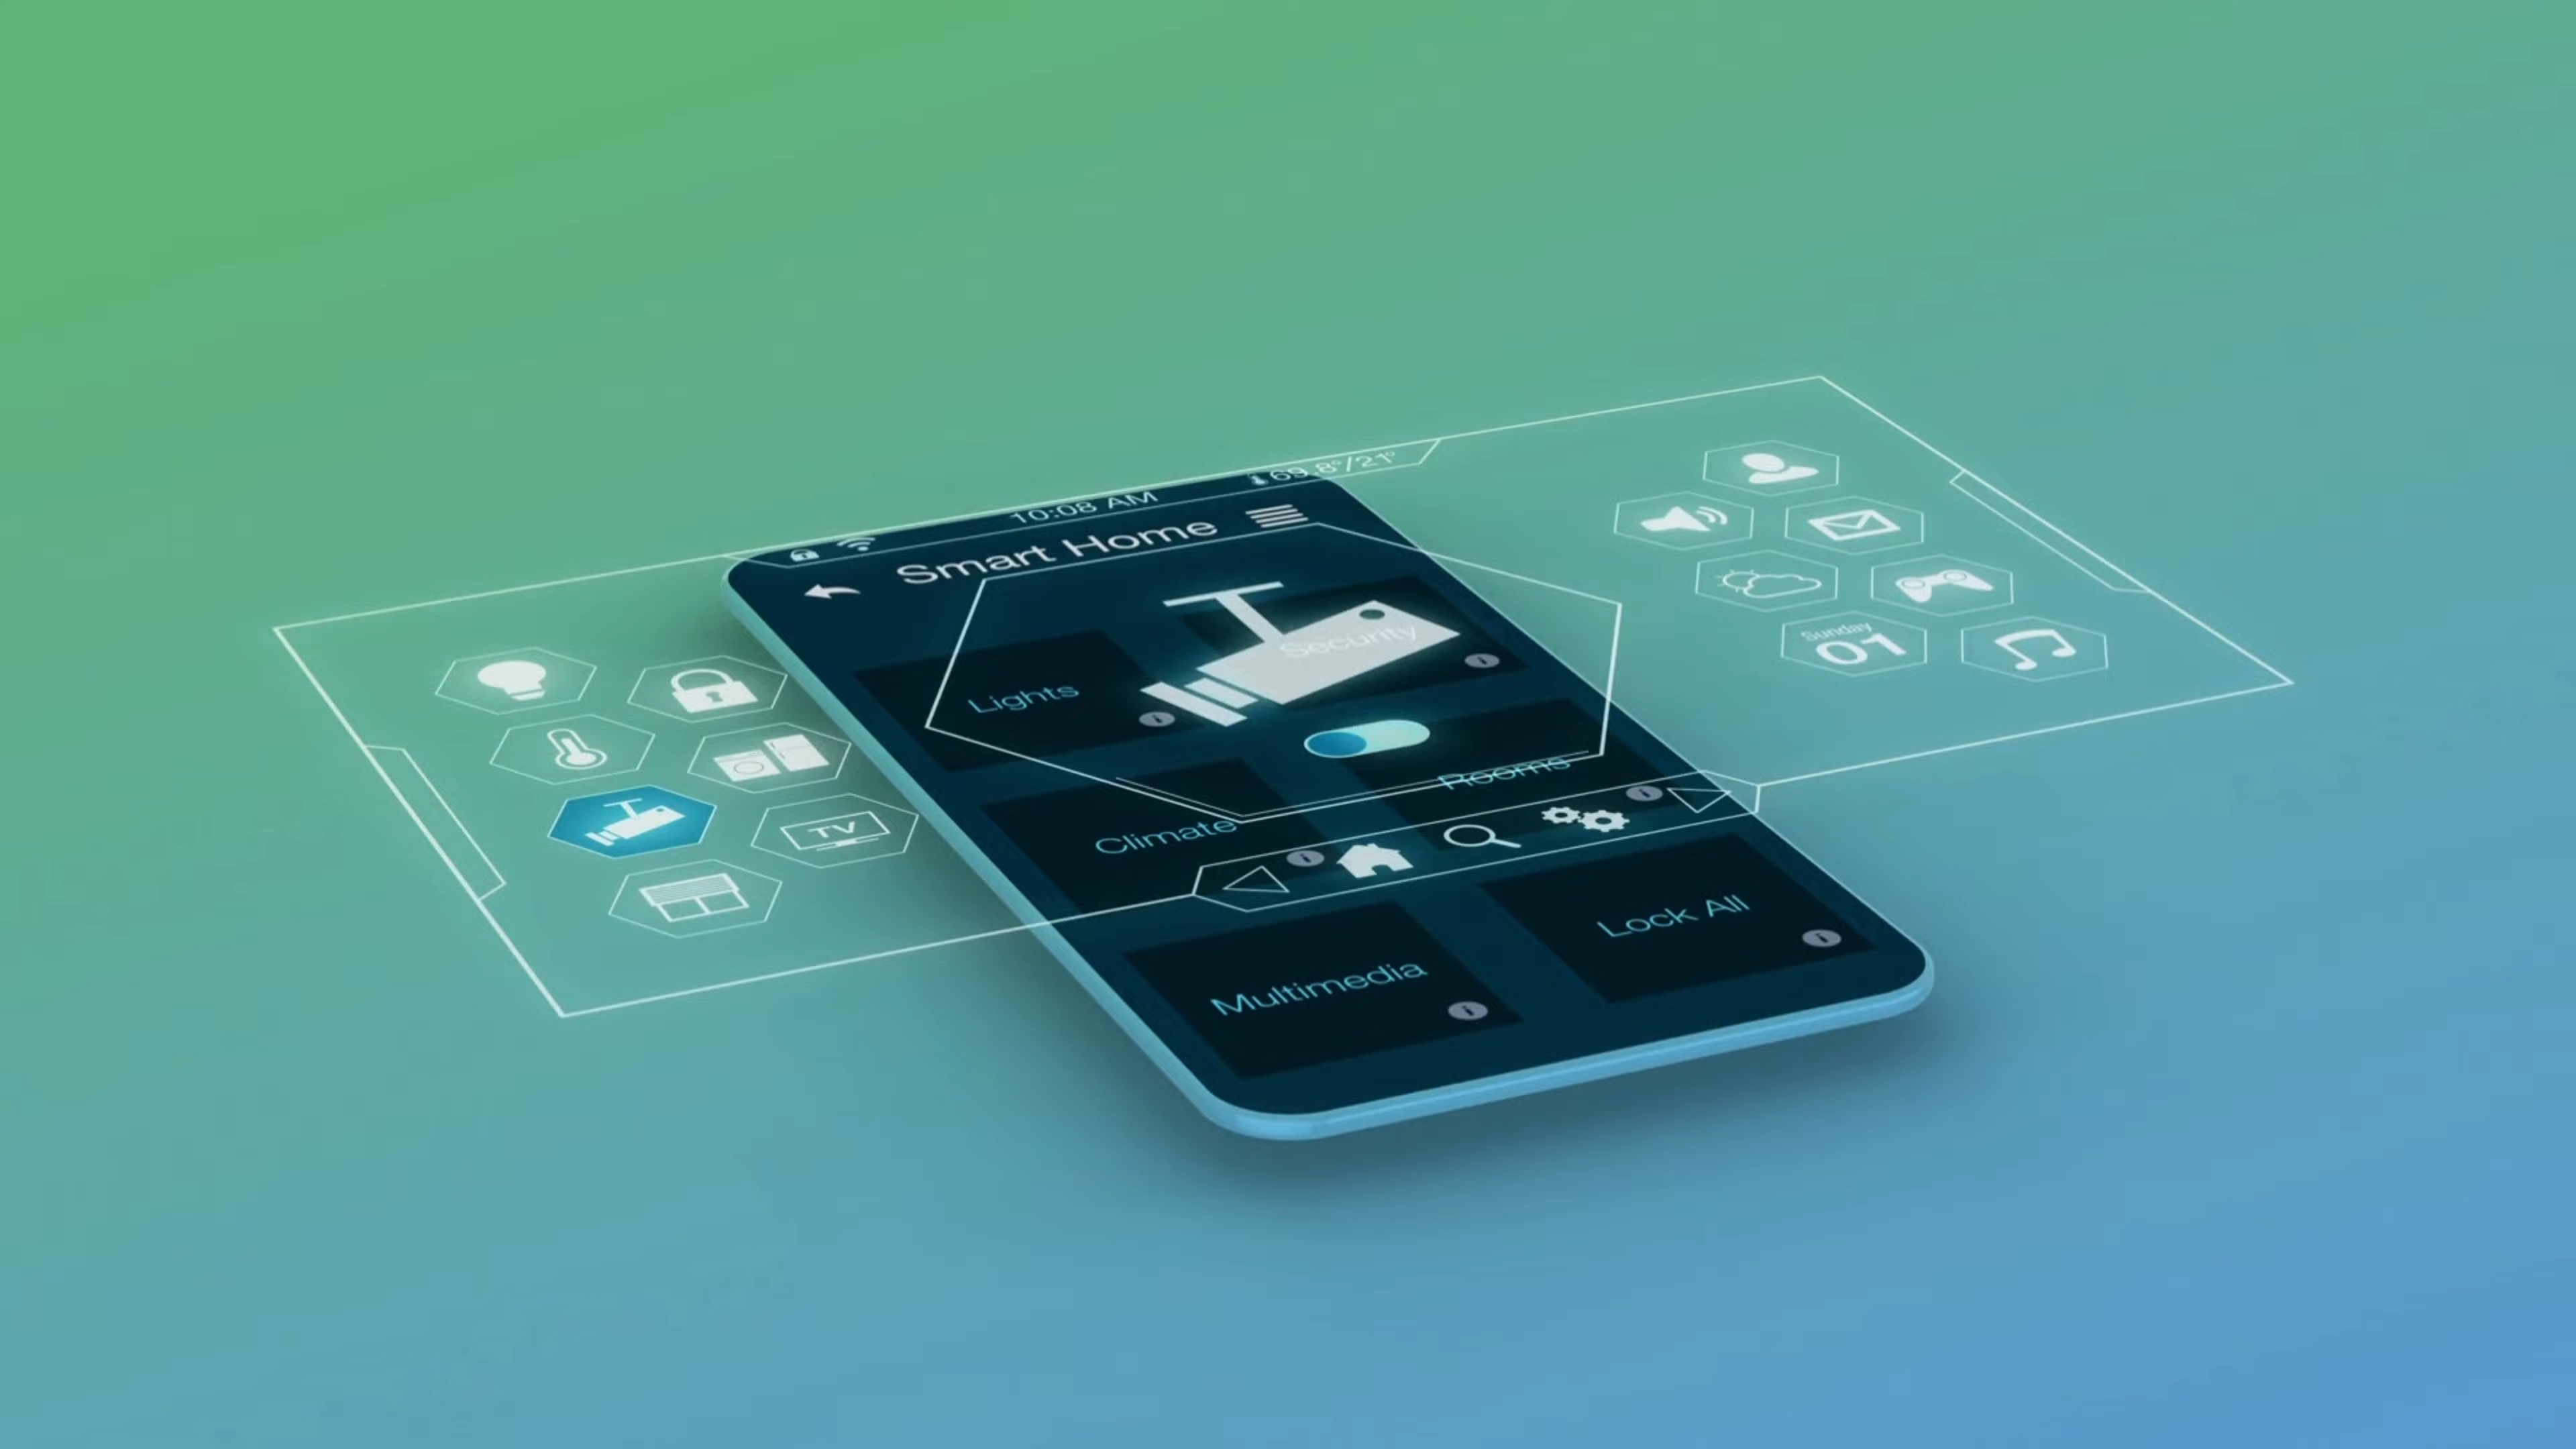 10:08 AM
69.8°/21°
Smart Home
Lights
Security
Climate
Rooms
Multimedia
Lock All
TV
Sunday
01